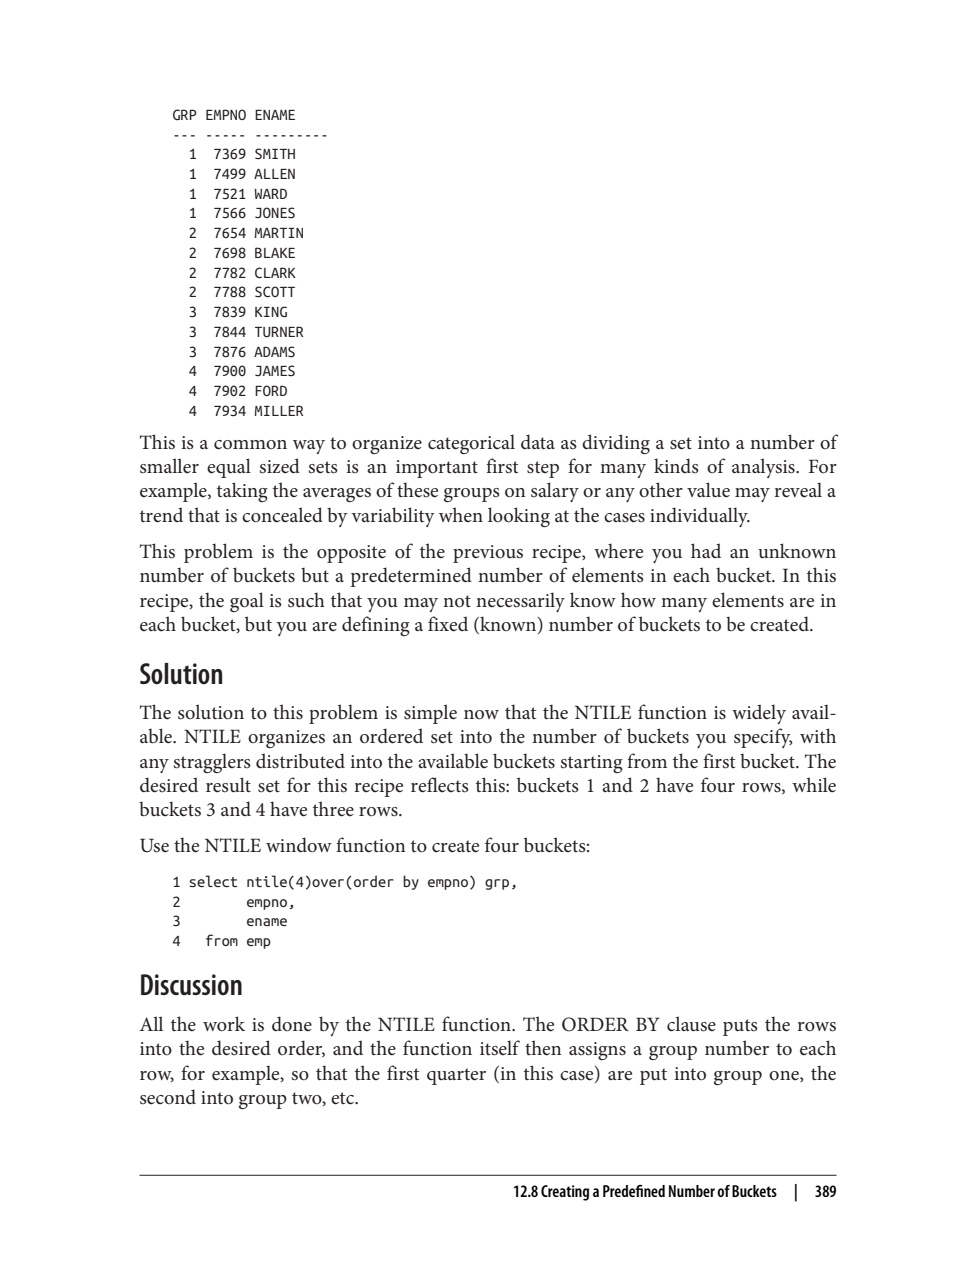 GRP EMPNO ENAME
--- ----- ---------
  1  7369 SMITH
  1  7499 ALLEN
  1  7521 WARD
  1  7566 JONES
  2  7654 MARTIN
  2  7698 BLAKE
  2  7782 CLARK
  2  7788 SCOTT
  3  7839 KING
  3  7844 TURNER
  3  7876 ADAMS
  4  7900 JAMES
  4  7902 FORD
  4  7934 MILLER
This is a common way to organize categorical data as dividing a set into a number of
smaller equal sized sets is an important first step for many kinds of analysis. For
example, taking the averages of these groups on salary or any other value may reveal a
trend that is concealed by variability when looking at the cases individually.
This problem is the opposite of the previous recipe, where you had an unknown
number of buckets but a predetermined number of elements in each bucket. In this
recipe, the goal is such that you may not necessarily know how many elements are in
each bucket, but you are defining a fixed (known) number of buckets to be created.
Solution
The solution to this problem is simple now that the NTILE function is widely avail-
able. NTILE organizes an ordered set into the number of buckets you specify, with
any stragglers distributed into the available buckets starting from the first bucket. The
desired result set for this recipe reflects this: buckets 1 and 2 have four rows, while
buckets 3 and 4 have three rows.
Use the NTILE window function to create four buckets:
1 select ntile(4)over(order by empno) grp,
2        empno,
3        ename
4   from emp
Discussion
All the work is done by the NTILE function. The ORDER BY clause puts the rows
into the desired order, and the function itself then assigns a group number to each
row, for example, so that the first quarter (in this case) are put into group one, the
second into group two, etc.
12.8 Creating a Predefined Number of Buckets | 389